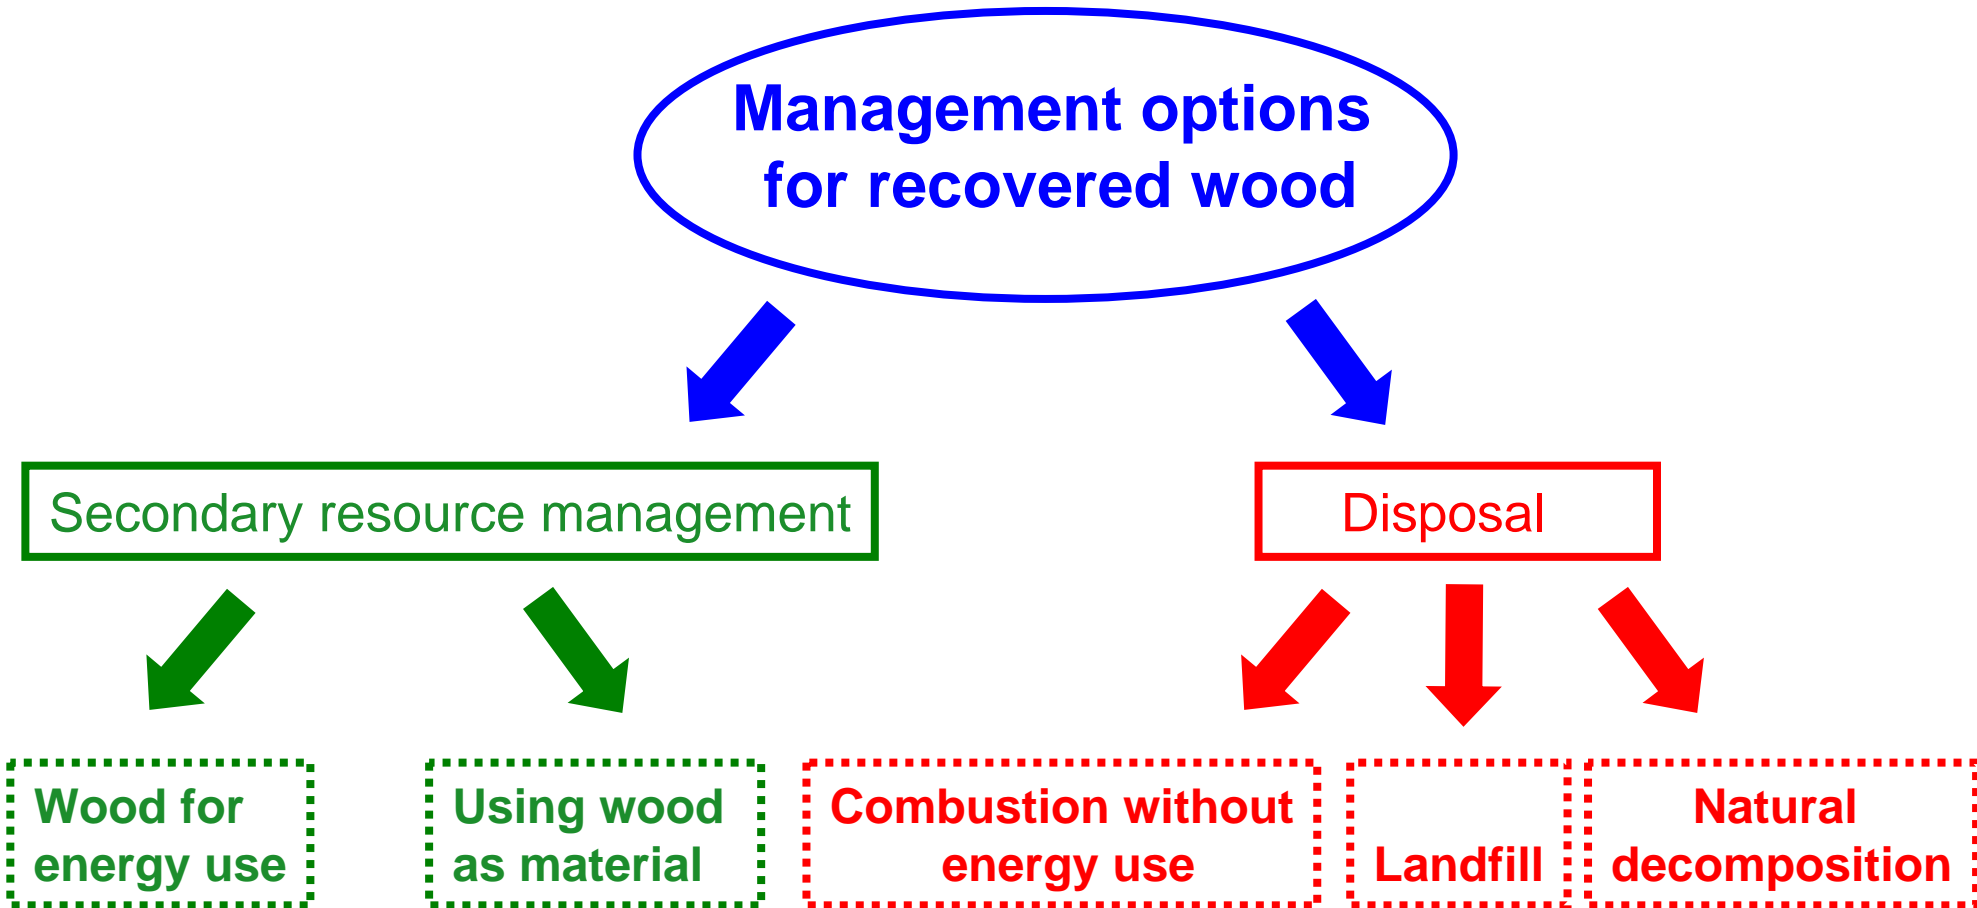 Management options
for recovered wood
Secondary resource management
Disposal
Wood for
energy use
Using wood
as material
Combustion without
energy use
Landfill
Natural
decomposition